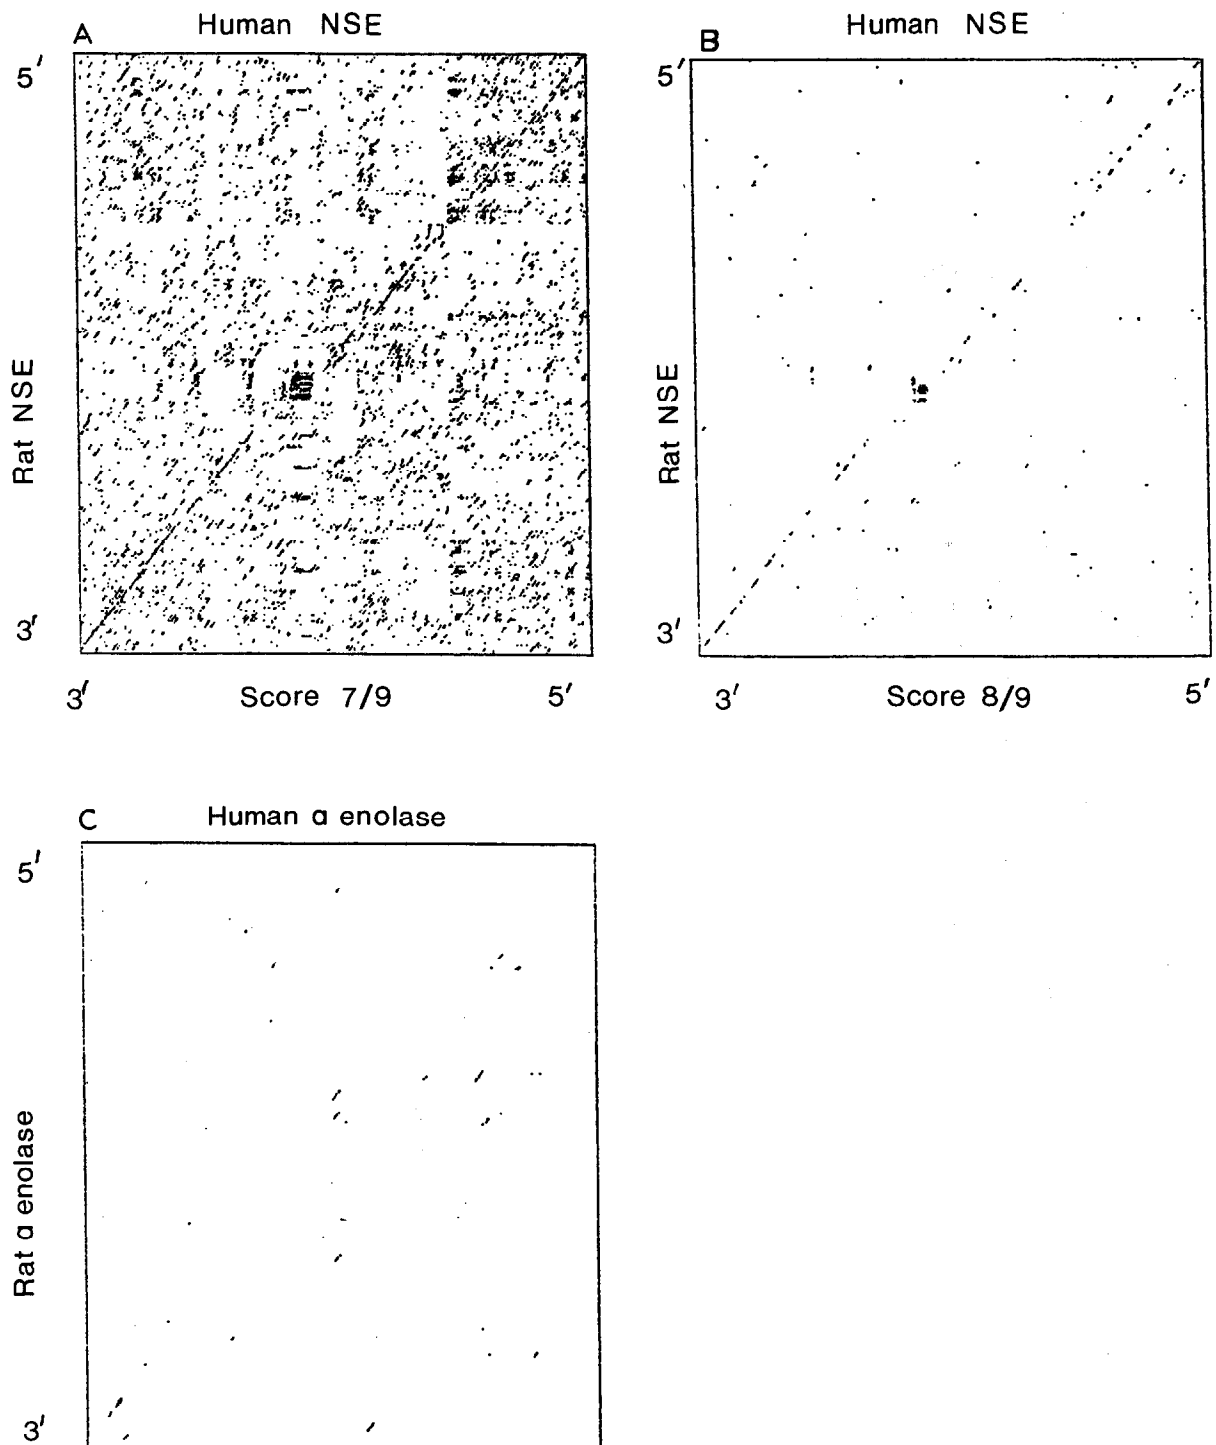 A
Human NSE
5'
Rat NSE
3'
3'
Score 7/9
5'
B
Human NSE
5'
Rat NSE
3'
3'
Score 8/9
5'
C
Human α enolase
5'
Rat α enolase
3'